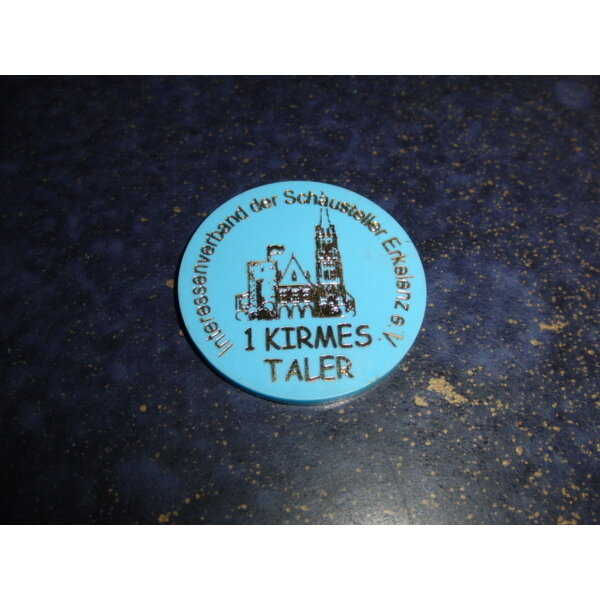 Interessenverband der Schausteller Erkelenz e.V.
1 KIRMES
TALER